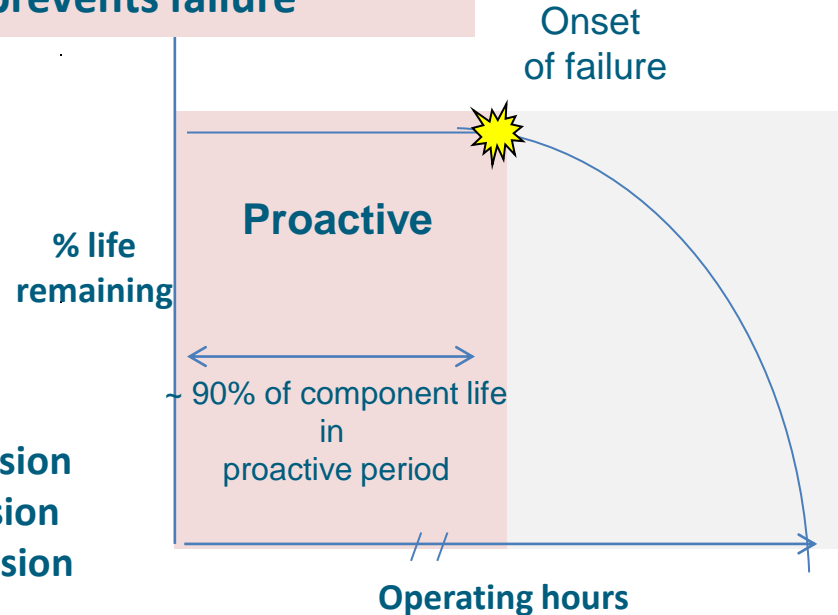 prevents failure
Onset
of failure
Proactive
% life
remaining
~ 90% of component life
in
proactive period
sion
sion
sion
Operating hours